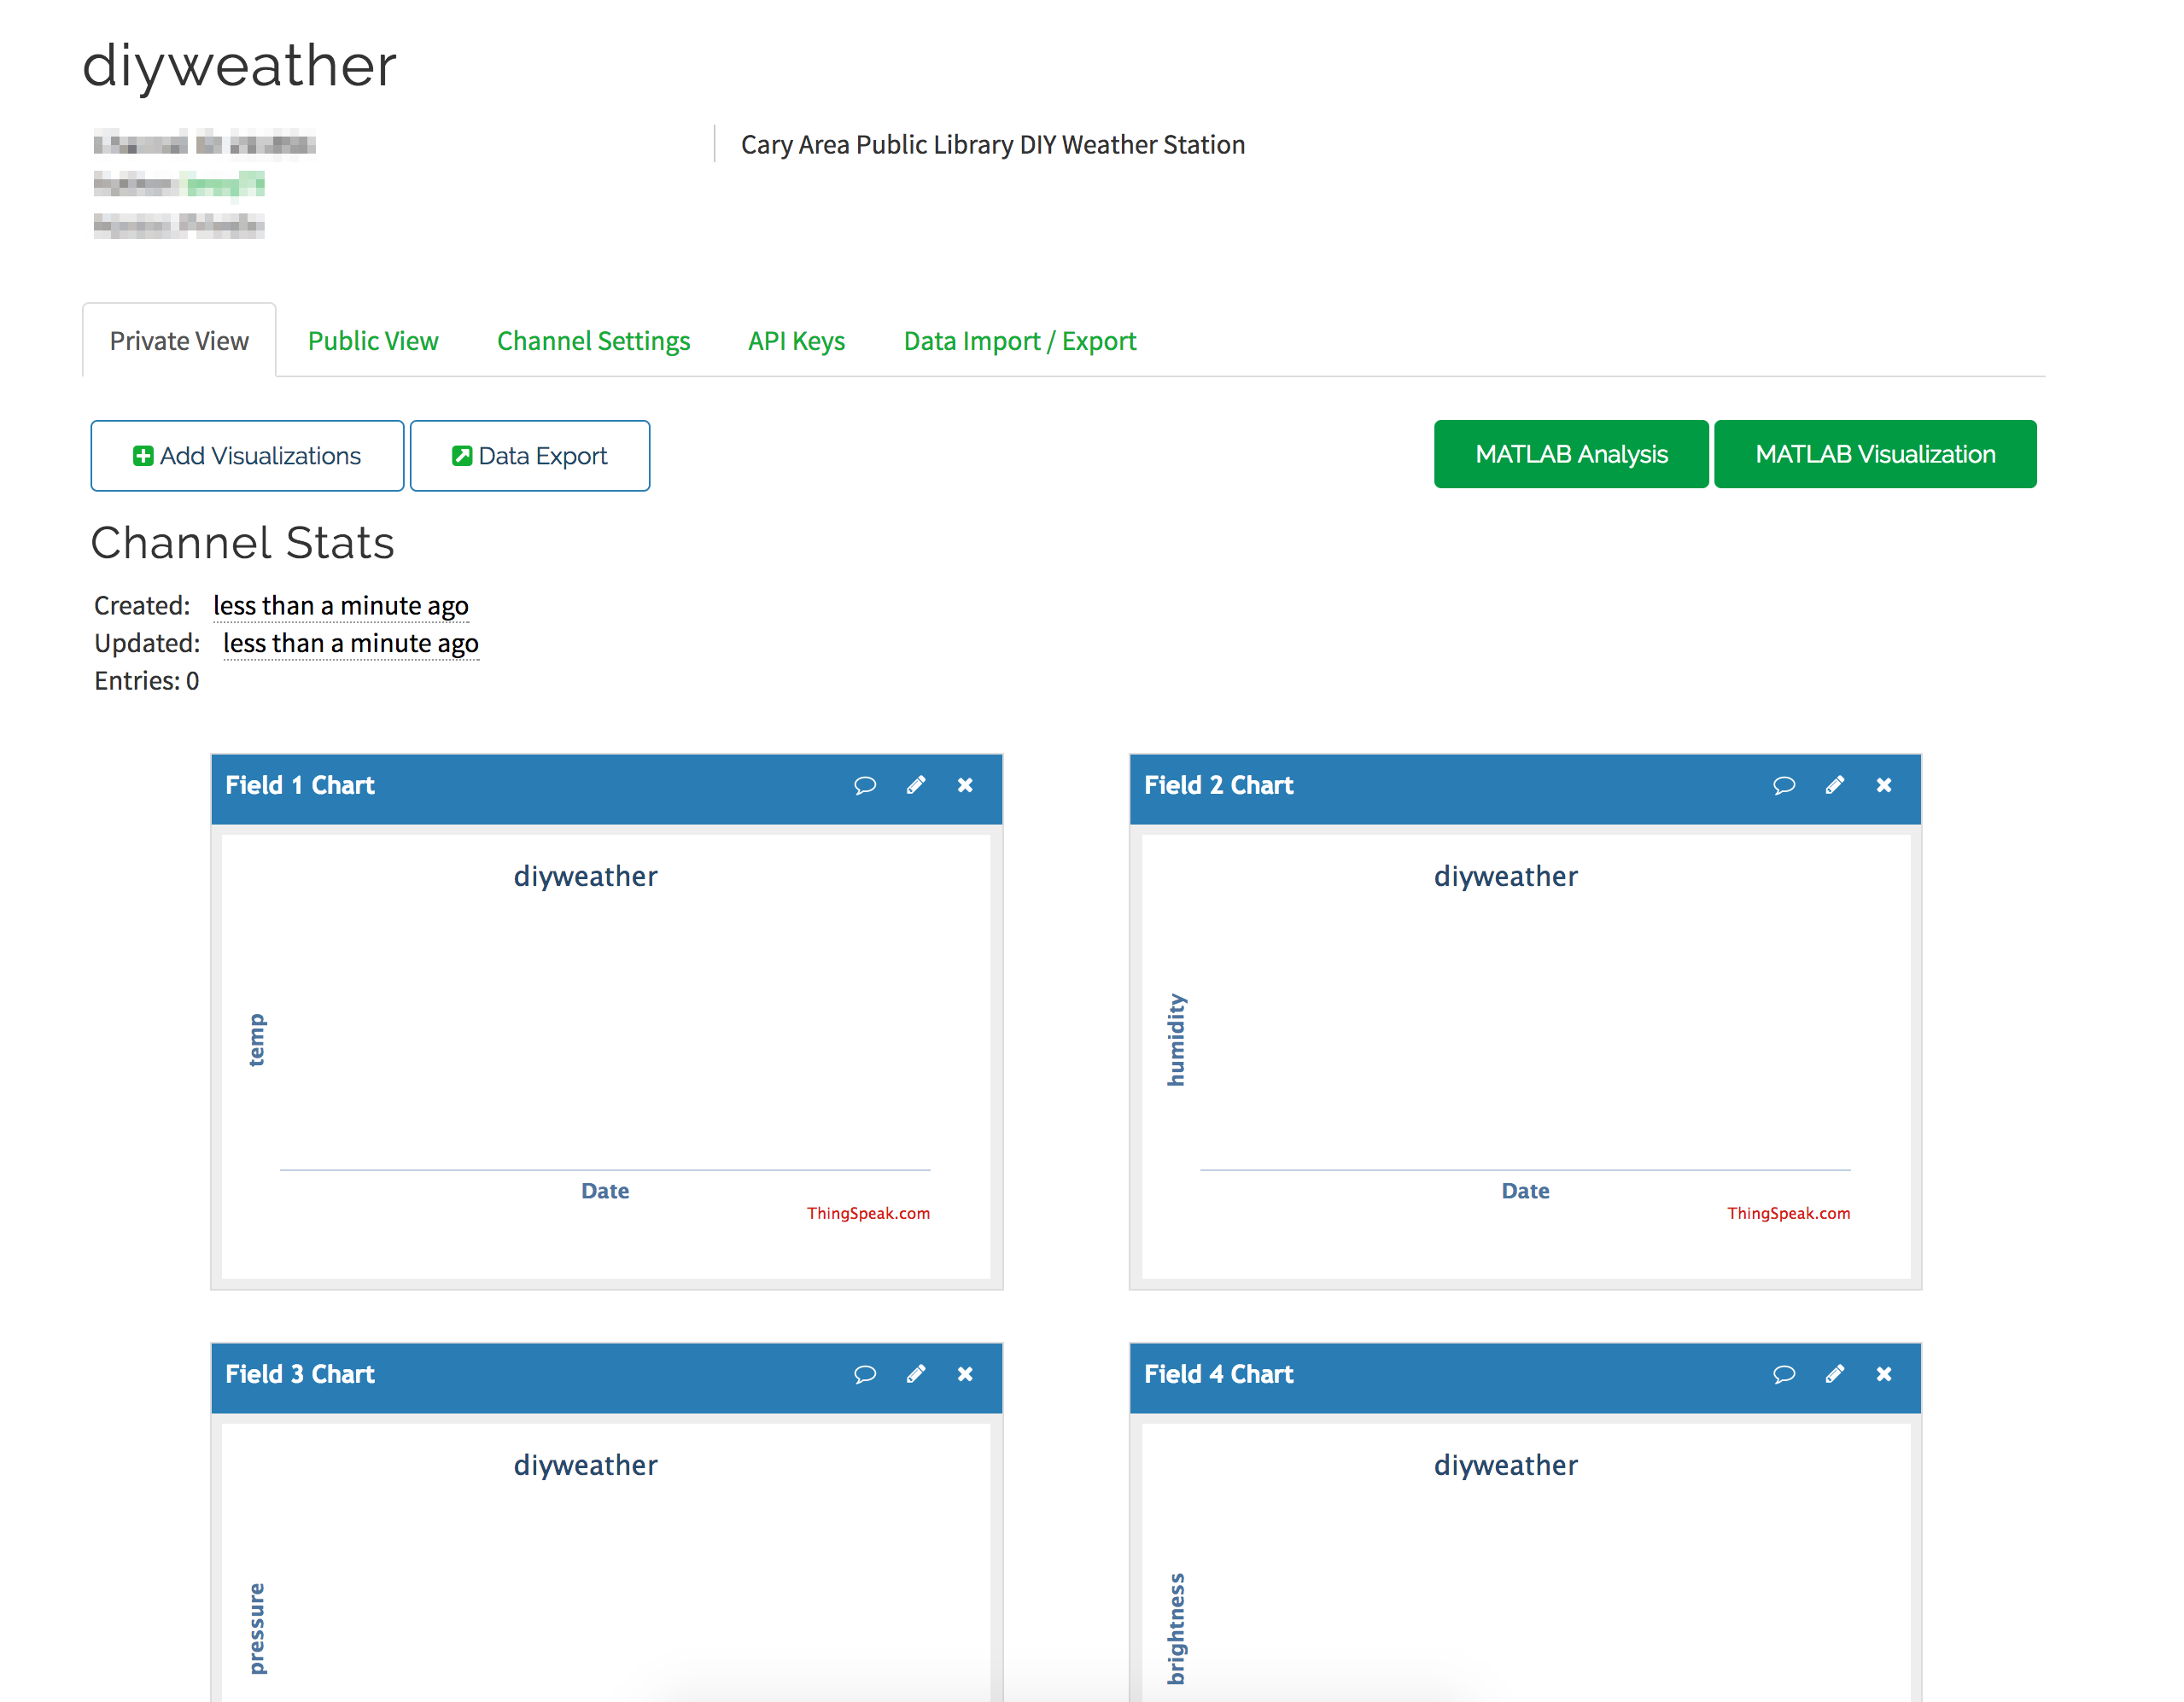 diyweather
Cary Area Public Library DIY Weather Station
Private View
Public View
Channel Settings
API Keys
Data Import / Export
Add Visualizations
Data Export
MATLAB Analysis
MATLAB Visualization
Channel Stats
Created: less than a minute ago
Updated: less than a minute ago
Entries: 0
Field 1 Chart
diyweather
temp
Date
ThingSpeak.com
Field 2 Chart
diyweather
humidity
Date
ThingSpeak.com
Field 3 Chart
diyweather
pressure
Field 4 Chart
diyweather
brightness